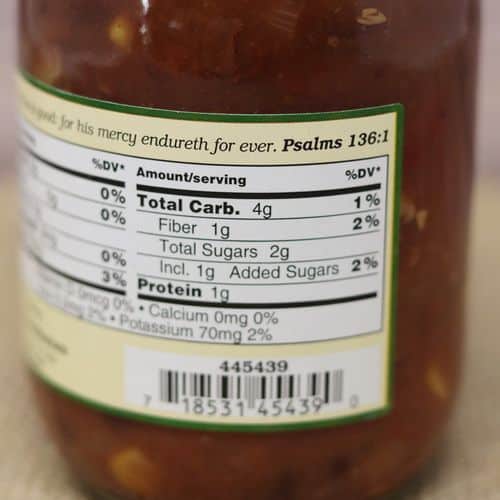 good: for his mercy endureth for ever. Psalms 136:1
%DV*
0%
0%
0%
3%
Amount/serving %DV*
Total Carb. 4g 1%
Fiber 1g 2%
Total Sugars 2g
Incl. 1g Added Sugars 2%
Protein 1g
0mcg 0% • Calcium 0mg 0%
2% • Potassium 70mg 2%
445439
7 18531 45439 0